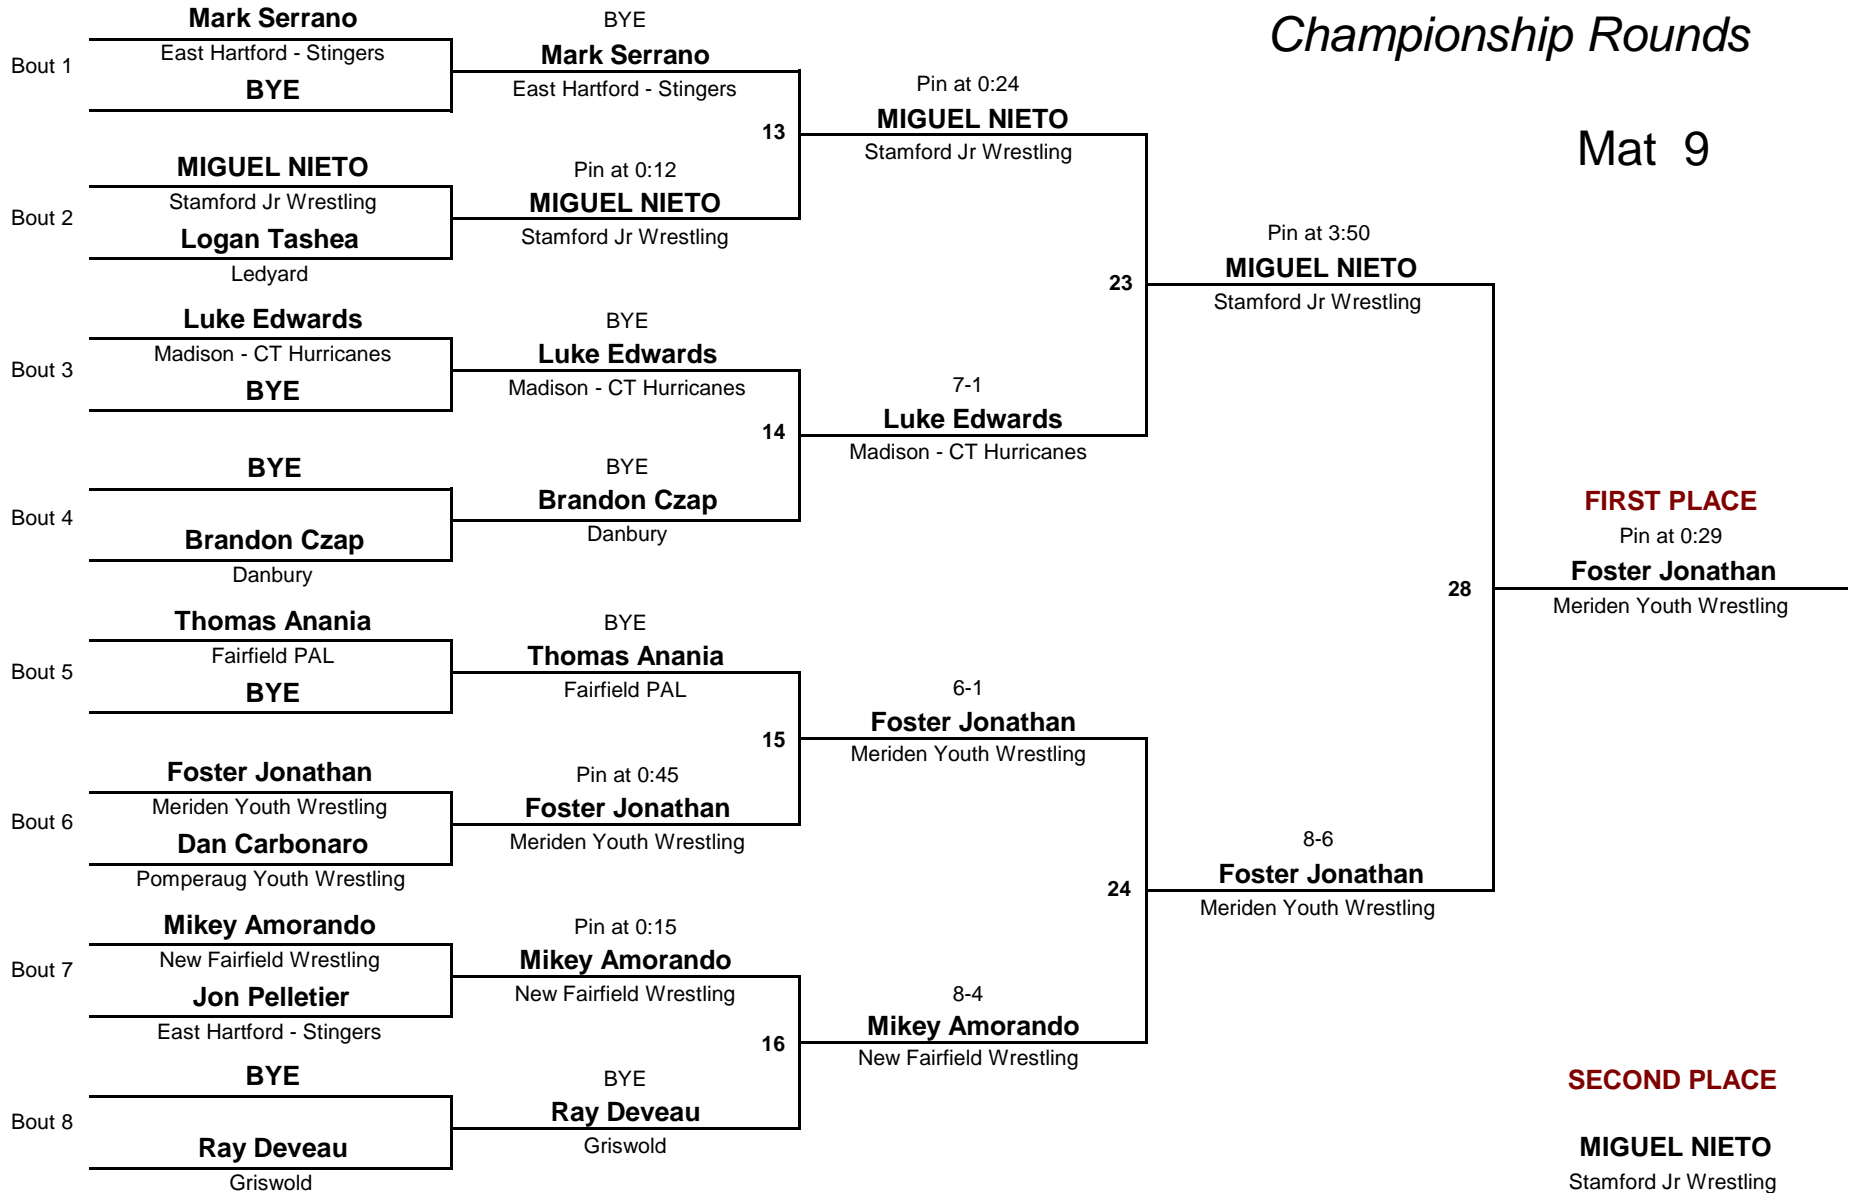 Championship Rounds
Mat 9
Bout 1
Mark Serrano
East Hartford - Stingers
BYE
Bout 2
MIGUEL NIETO
Stamford Jr Wrestling
Logan Tashea
Ledyard
Bout 3
Luke Edwards
Madison - CT Hurricanes
BYE
Bout 4
BYE
Brandon Czap
Danbury
Bout 5
Thomas Anania
Fairfield PAL
BYE
Bout 6
Foster Jonathan
Meriden Youth Wrestling
Dan Carbonaro
Pomperaug Youth Wrestling
Bout 7
Mikey Amorando
New Fairfield Wrestling
Jon Pelletier
East Hartford - Stingers
Bout 8
BYE
Ray Deveau
Griswold
BYE
Mark Serrano
East Hartford - Stingers
13
Pin at 0:12
MIGUEL NIETO
Stamford Jr Wrestling
BYE
Luke Edwards
Madison - CT Hurricanes
14
BYE
Brandon Czap
Danbury
BYE
Thomas Anania
Fairfield PAL
15
Pin at 0:45
Foster Jonathan
Meriden Youth Wrestling
Pin at 0:15
Mikey Amorando
New Fairfield Wrestling
16
BYE
Ray Deveau
Griswold
Pin at 0:24
MIGUEL NIETO
Stamford Jr Wrestling
23
7-1
Luke Edwards
Madison - CT Hurricanes
6-1
Foster Jonathan
Meriden Youth Wrestling
24
8-4
Mikey Amorando
New Fairfield Wrestling
Pin at 3:50
MIGUEL NIETO
Stamford Jr Wrestling
28
8-6
Foster Jonathan
Meriden Youth Wrestling
FIRST PLACE
Pin at 0:29
Foster Jonathan
Meriden Youth Wrestling
SECOND PLACE
MIGUEL NIETO
Stamford Jr Wrestling